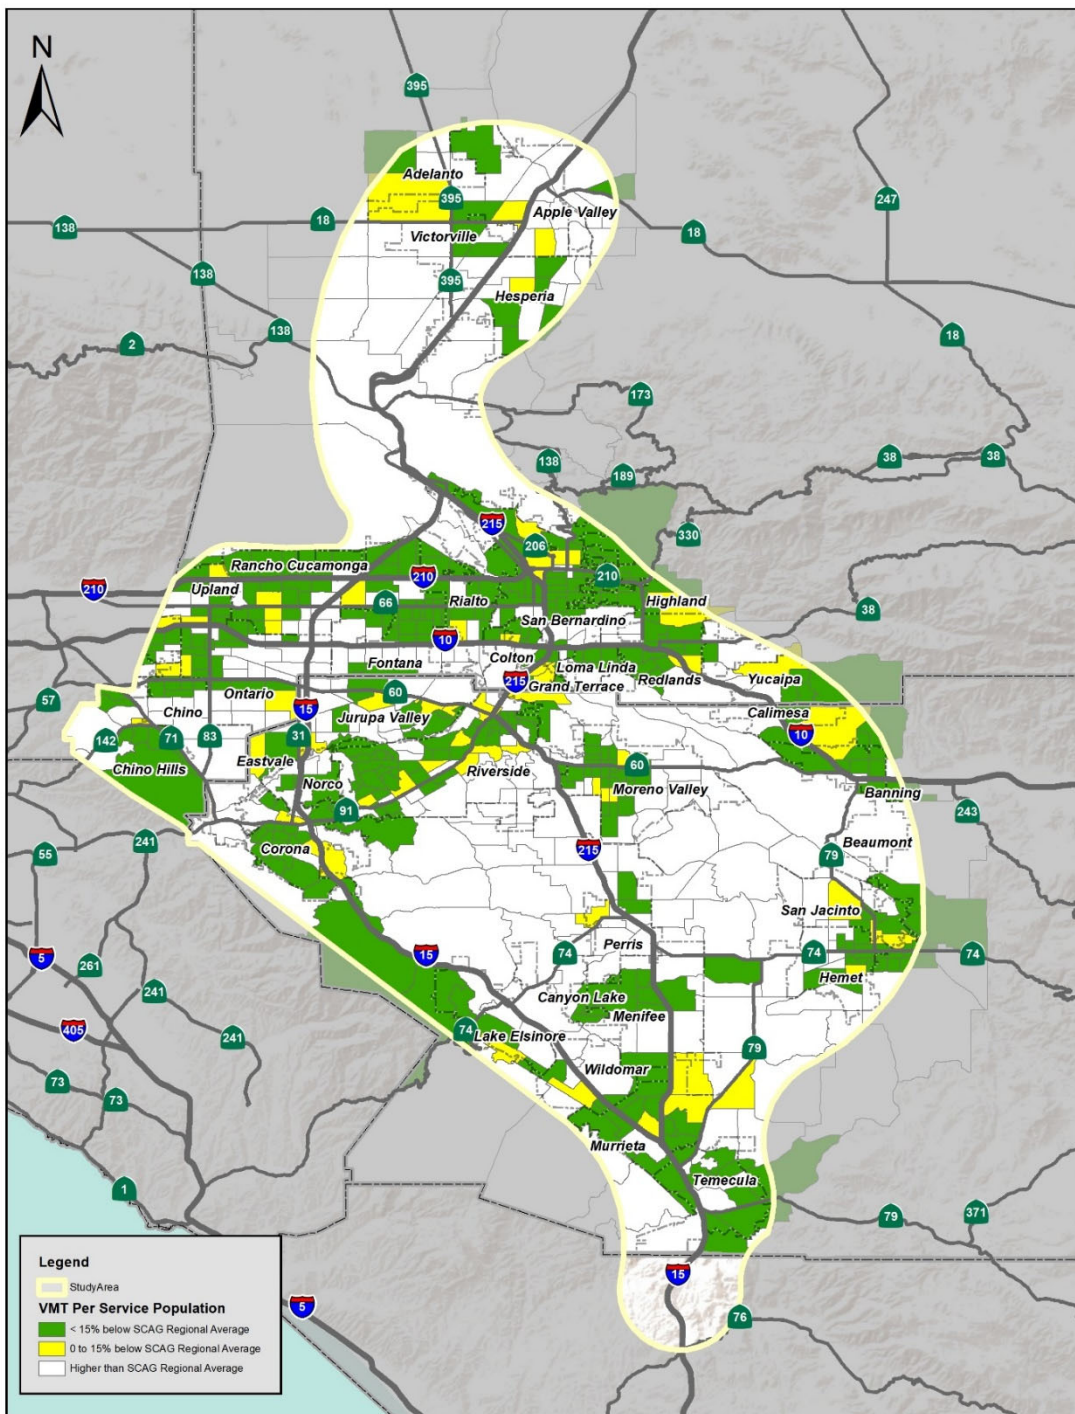 N
395
Adelanto
395
247
Apple Valley
138
18
18
Victorville
138
395
Hesperia
138
2
18
173
38
38
138
189
215
330
206
Rancho Cucamonga
210
210
210
Upland
66
Rialto
Highland
38
San Bernardino
10
Colton
Fontana
Loma Linda
215
Redlands
Yucaipa
Grand Terrace
57
Ontario
60
Chino
15
Jurupa Valley
Calimesa
142
71
83
31
10
Eastvale
Chino Hills
Riverside
60
Norco
Moreno Valley
Banning
91
243
241
Corona
215
Beaumont
55
79
San Jacinto
Perris
5
15
74
74
74
261
Hemet
241
Canyon Lake
Menifee
405
241
74
Lake Elsinore
79
Wildomar
73
73
Murrieta
Temecula
1
79
371
Legend
StudyArea
VMT Per Service Population
< 15% below SCAG Regional Average
0 to 15% below SCAG Regional Average
Higher than SCAG Regional Average
15
5
76